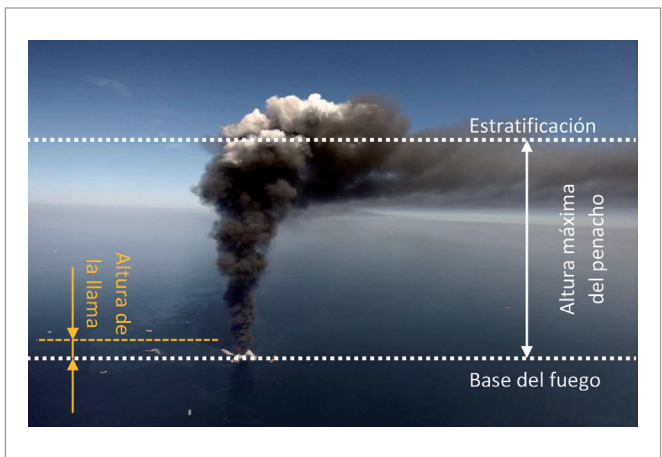 Estratificación
Altura máxima
del penacho
Altura de
la llama
Base del fuego